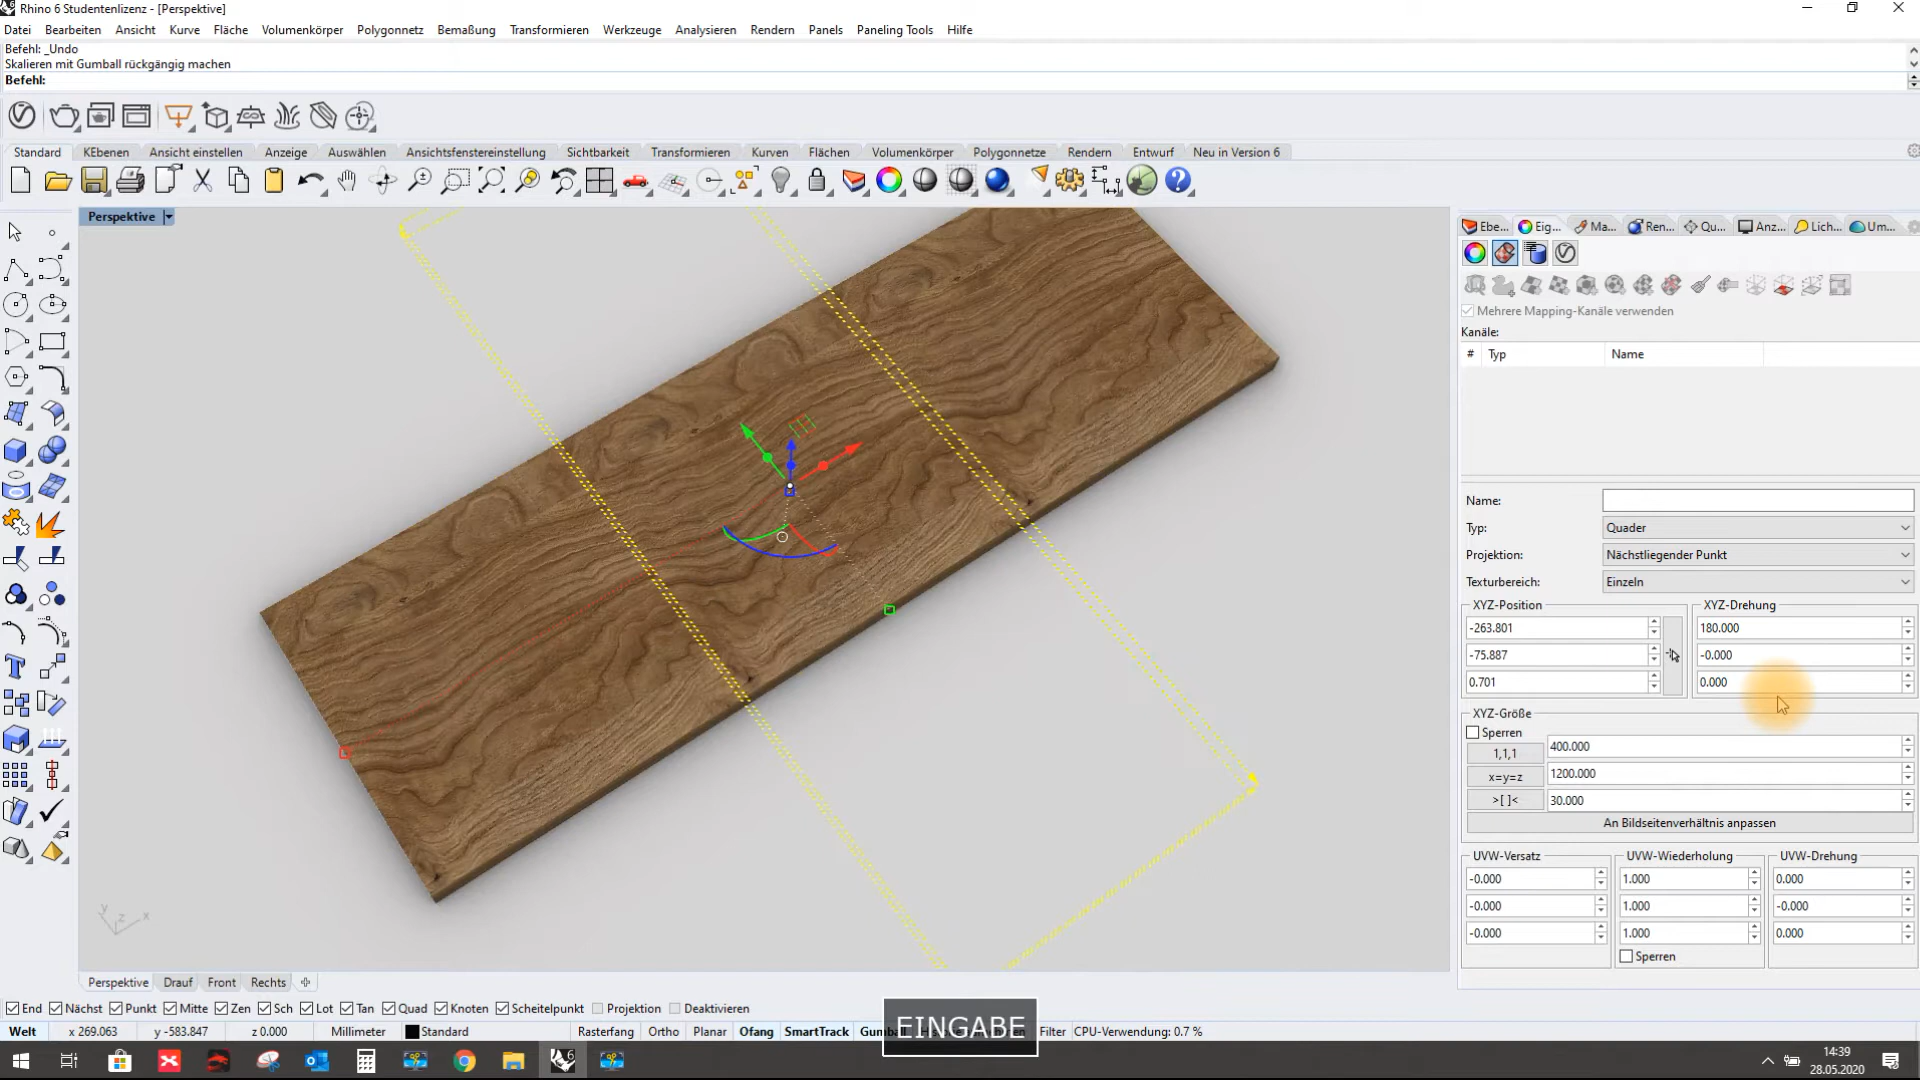 Rhino 6 Studentenlizenz - [Perspektive]
Datei Bearbeiten Ansicht Kurve Fläche Volumenkörper Polygonnetz Bemaßung Transformieren Werkzeuge Analysieren Rendern Panels Paneling Tools Hilfe
Befehl: _Undo
Skalieren mit Gumball rückgängig machen
Befehl:
Standard KEbenen Ansicht einstellen Anzeige Auswählen Ansichtsfenstereinstellung Sichtbarkeit Transformieren Kurven Flächen Volumenkörper Polygonnetze Rendern Entwurf Neu in Version 6
Perspektive
Ebe... Eig... Ma... Ren... Qu... Anz... Lich... Um...
Mehrere Mapping-Kanäle verwenden
Kanäle:
# Typ Name
Name:
Typ: Quader
Projektion: Nächstliegender Punkt
Texturbereich: Einzeln
XYZ-Position XYZ-Drehung
-263.801 180.000
-75.887 -0.000
0.701 0.000
XYZ-Größe
Sperren
1,1,1 400.000
x=y=z 1200.000
>[ ]< 30.000
An Bildseitenverhältnis anpassen
UVW-Versatz UVW-Wiederholung UVW-Drehung
-0.000 1.000 0.000
-0.000 1.000 -0.000
-0.000 1.000 0.000
Sperren
y z x
Perspektive Drauf Front Rechts
End Nächst Punkt Mitte Zen Sch Lot Tan Quad Knoten Scheitelpunkt Projektion Deaktivieren
Welt x 269.063 y -583.847 z 0.000 Millimeter Standard Rasterfang Ortho Planar Ofang SmartTrack Gumball Filter CPU-Verwendung: 0.7 %
EINGABE
14:39
28.05.2020